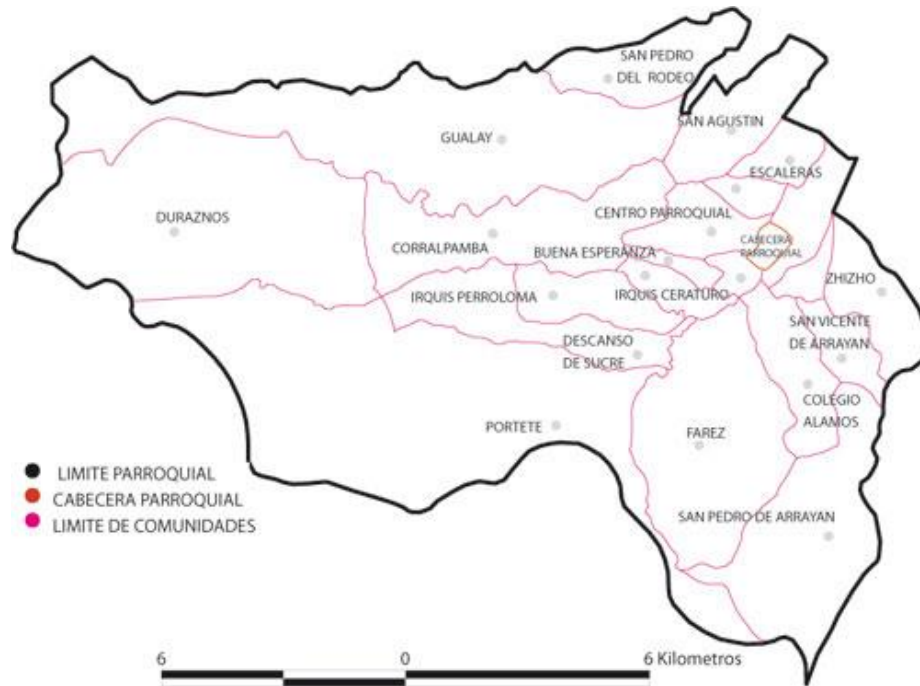 SAN PEDRO
DEL RODEO
SAN AGUSTIN
GUALAY
ESCALERAS
DURAZNOS
CENTRO PARROQUIAL
CORRALPAMBA
BUENA ESPERANZA
CABECERA
PARROQUIAL
ZHIZHO
IRQUIS PERROLOMA
IRQUIS CERATURO
SAN VICENTE
DE ARRAYAN
DESCANSO
DE SUCRE
COLEGIO
ALAMOS
PORTETE
FAREZ
LIMITE PARROQUIAL
CABECERA PARROQUIAL
LIMITE DE COMUNIDADES
SAN PEDRO DE ARRAYAN
6 0 6 Kilometros